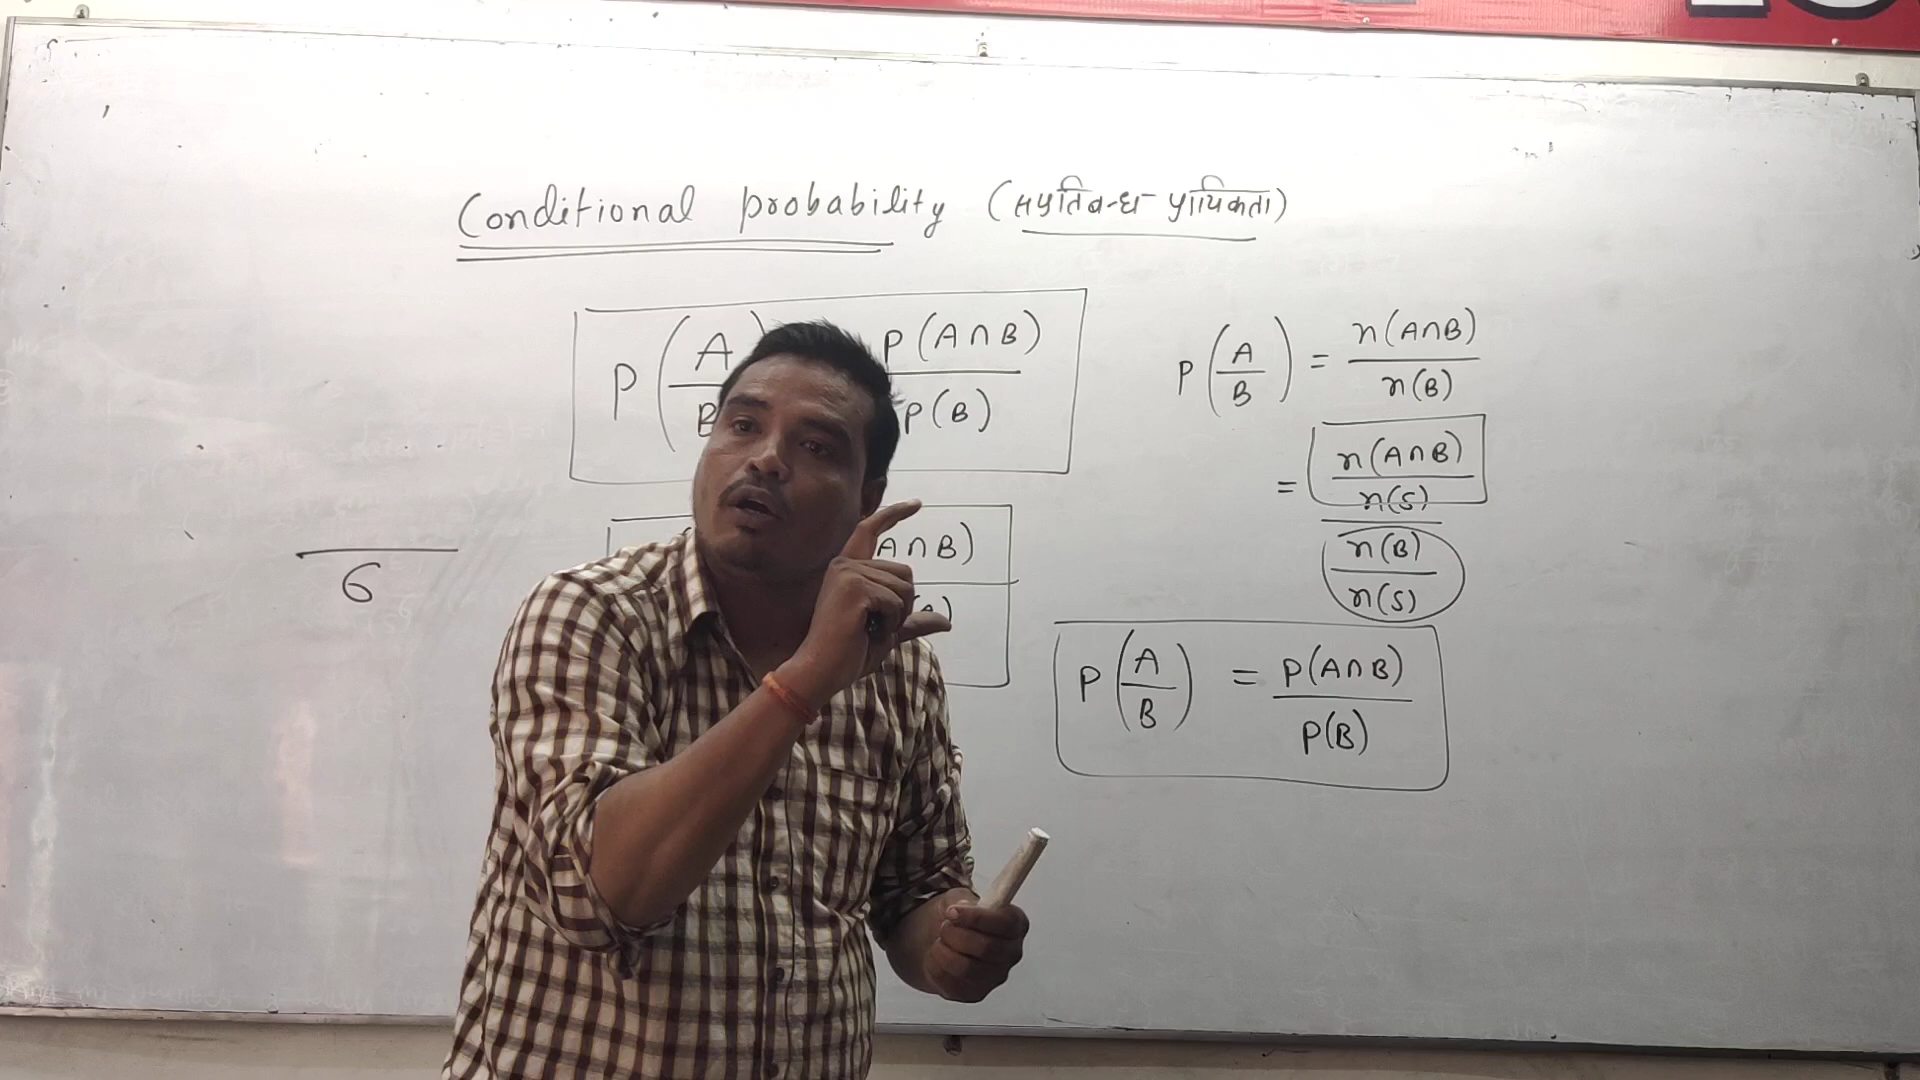 Conditional probability (सप्रतिबन्ध प्रायिकता)
P(A/B) P(A∩B)/P(B)
A∩B)
(A)
6
P(A/B) = n(A∩B)/n(B)
= n(A∩B)/n(S)
n(B)/n(S)
P(A/B) = P(A∩B)/P(B)